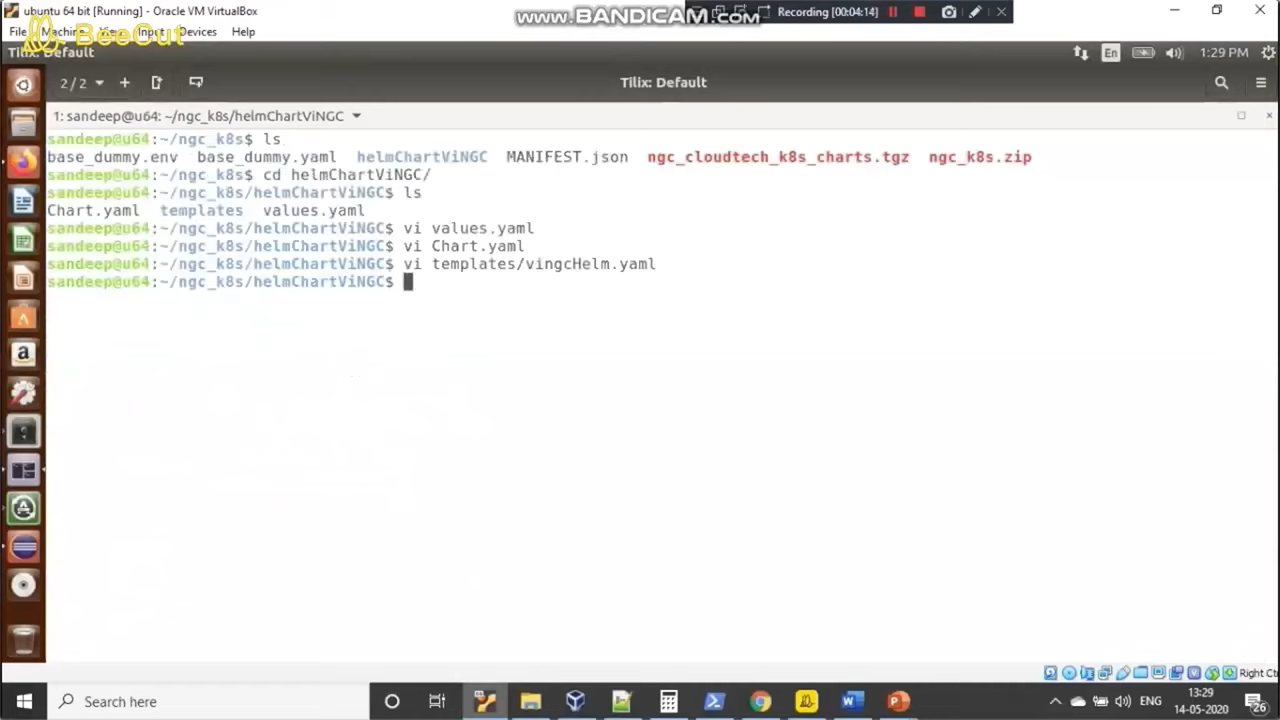 ubuntu 64 bit [Running] - Oracle VM VirtualBox
www.BANDICAM.com
Recording [00:04:14]
File Machine View Input Devices Help
BeeCut
Tilix: Default
En
1:29 PM
2/2
Tilix: Default
1: sandeep@u64: ~/ngc_k8s/helmChartViNGC
sandeep@u64:~/ngc_k8s$ ls
base_dummy.env base_dummy.yaml helmChartViNGC MANIFEST.json ngc_cloudtech_k8s_charts.tgz ngc_k8s.zip
sandeep@u64:~/ngc_k8s$ cd helmChartViNGC/
sandeep@u64:~/ngc_k8s/helmChartViNGC$ ls
Chart.yaml templates values.yaml
sandeep@u64:~/ngc_k8s/helmChartViNGC$ vi values.yaml
sandeep@u64:~/ngc_k8s/helmChartViNGC$ vi Chart.yaml
sandeep@u64:~/ngc_k8s/helmChartViNGC$ vi templates/vingcHelm.yaml
sandeep@u64:~/ngc_k8s/helmChartViNGC$
Right Ct
Search here
ENG
13:29
14-05-2020
26